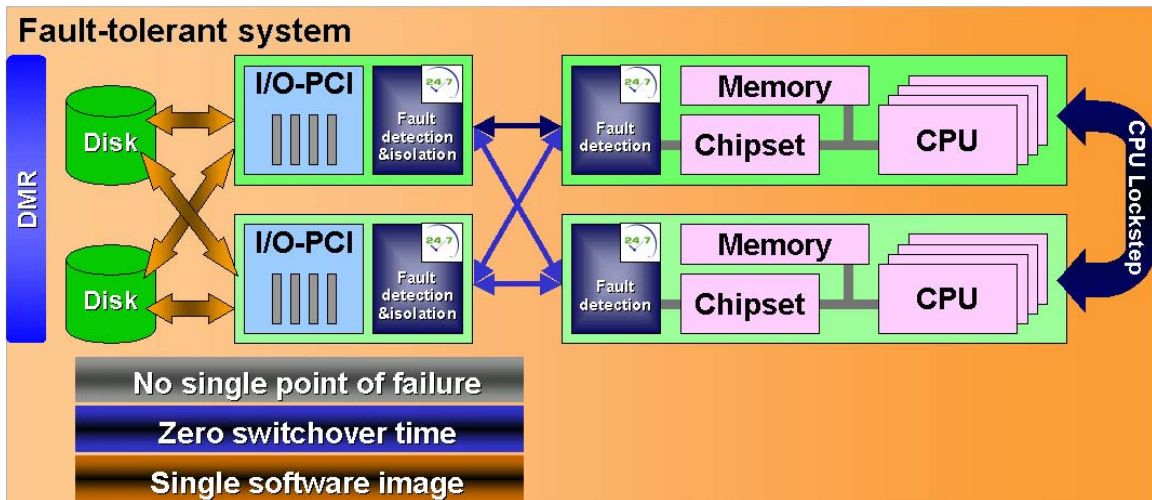 Fault-tolerant system
DMR
Disk
Disk
I/O-PCI
24/7
Fault
detection
&isolation
I/O-PCI
24/7
Fault
detection
&isolation
24/7
Fault
detection
Memory
Chipset
CPU
24/7
Fault
detection
Memory
Chipset
CPU
CPU Lockstep
No single point of failure
Zero switchover time
Single software image